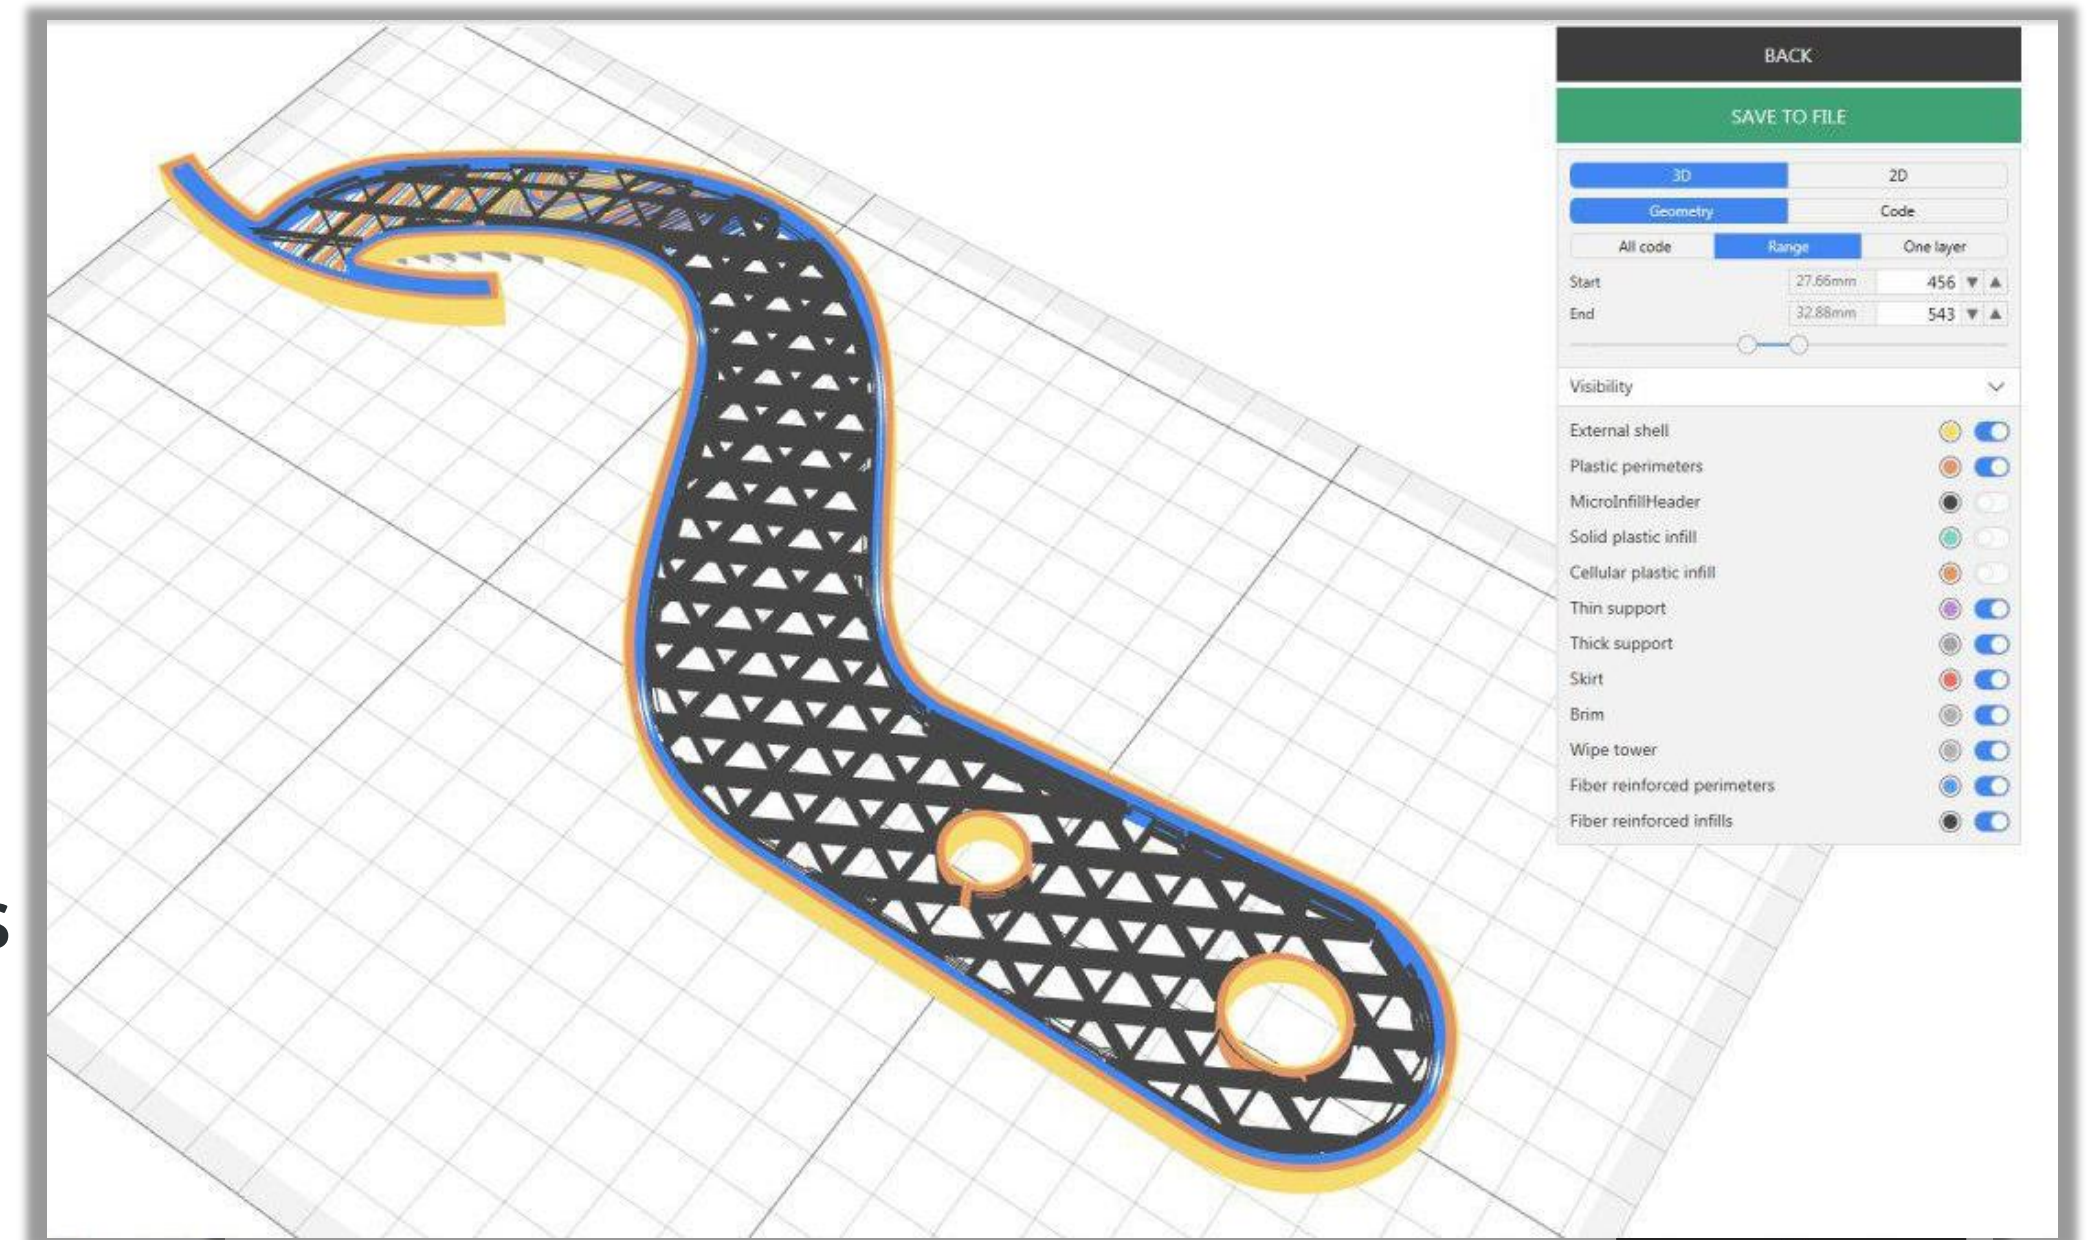 BACK
SAVE TO FILE
3D 2D
Geometry Code
All code Range One layer
Start 27.66mm 456
End 32.88mm 543
Visibility
External shell
Plastic perimeters
MicroInfillHeader
Solid plastic infill
Cellular plastic infill
Thin support
Thick support
Skirt
Brim
Wipe tower
Fiber reinforced perimeters
Fiber reinforced infills
s